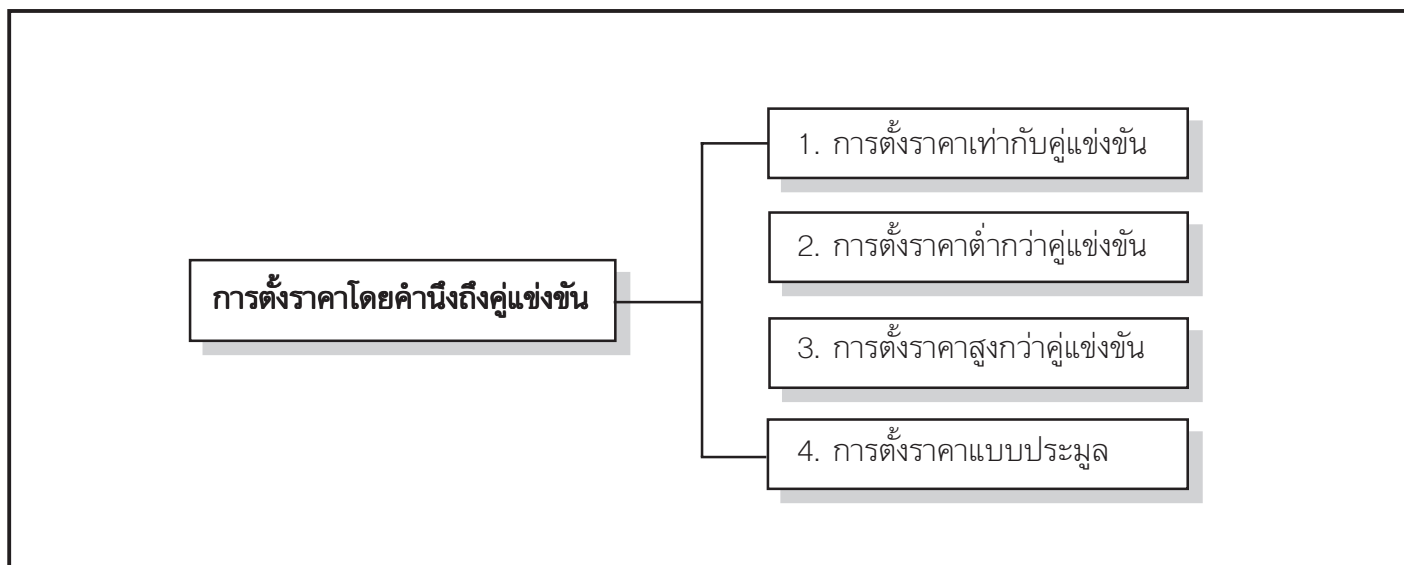 การตั้งราคาโดยคำนึงถึงคู่แข่งขัน
1. การตั้งราคาเท่ากับคู่แข่งขัน
2. การตั้งราคาต่ำกว่าคู่แข่งขัน
3. การตั้งราคาสูงกว่าคู่แข่งขัน
4. การตั้งราคาแบบประมูล